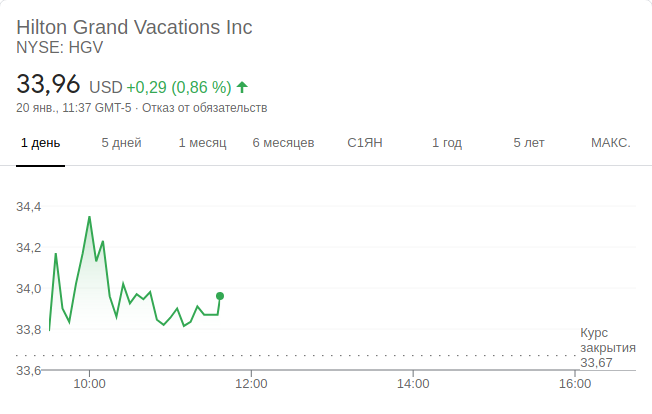 Hilton Grand Vacations Inc
NYSE: HGV
33,96 USD +0,29 (0,86 %)
20 янв., 11:37 GMT-5 · Отказ от обязательств
1 день 5 дней 1 месяц 6 месяцев С1ЯН 1 год 5 лет МАКС.
34,4
34,2
34,0
33,8
33,6
Курс
закрытия
33,67
10:00 12:00 14:00 16:00